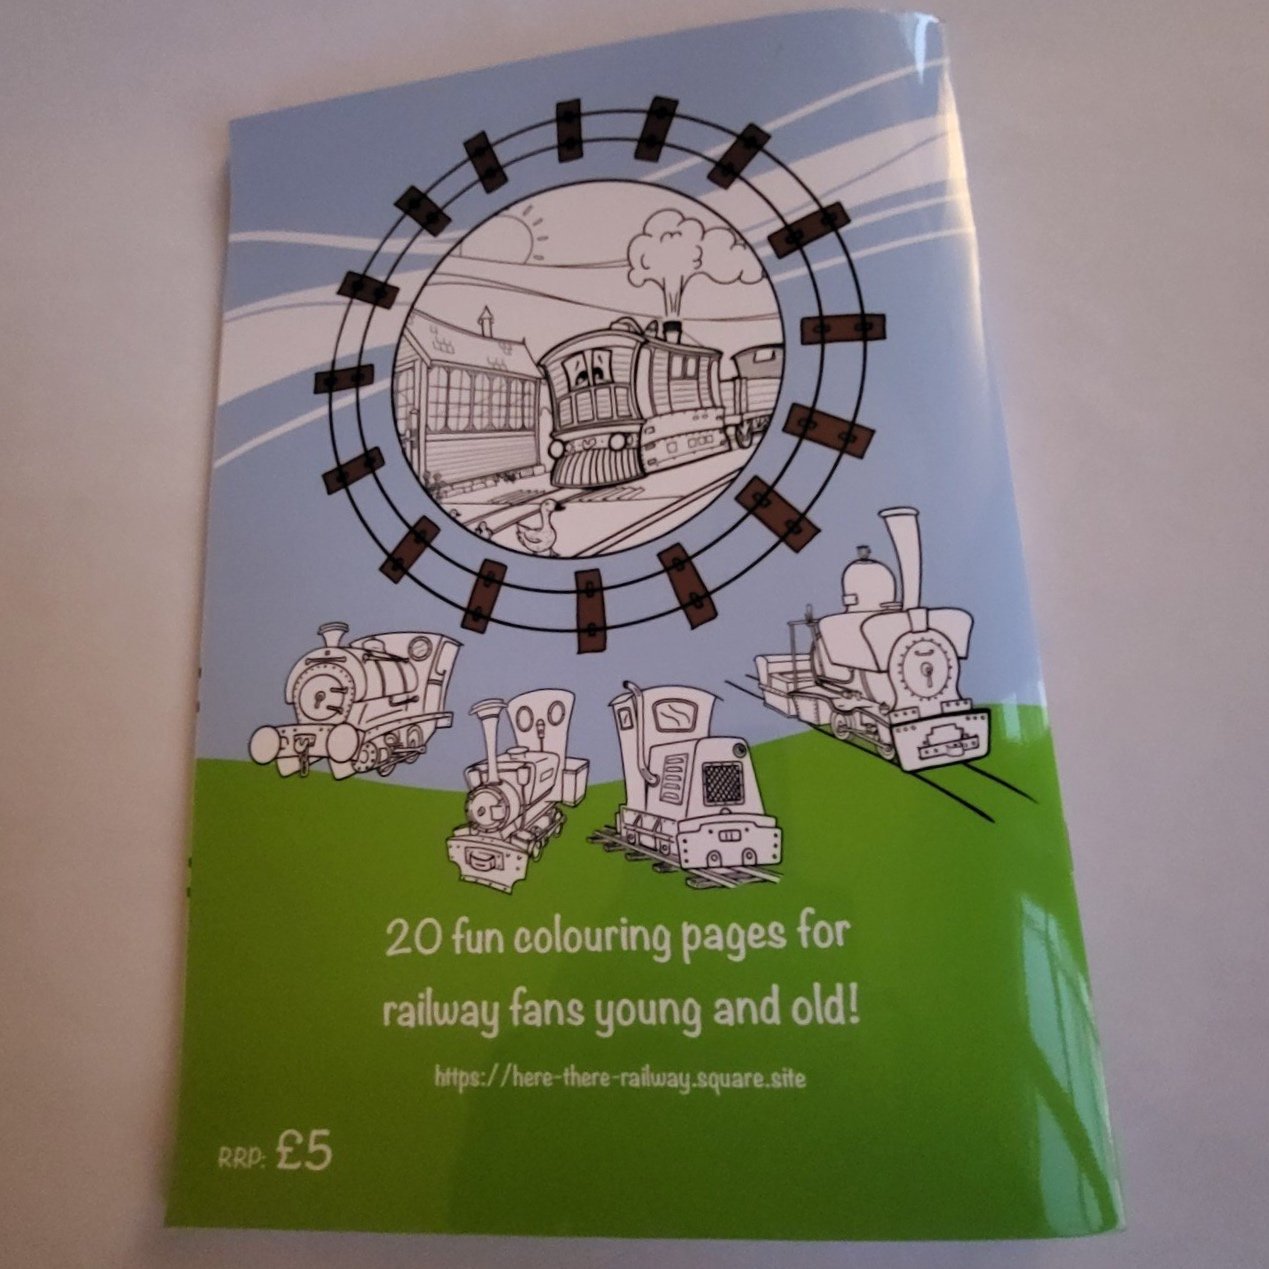 20 fun colouring pages for
railway fans young and old!
https://here-there-railway.square.site
RRP: £5